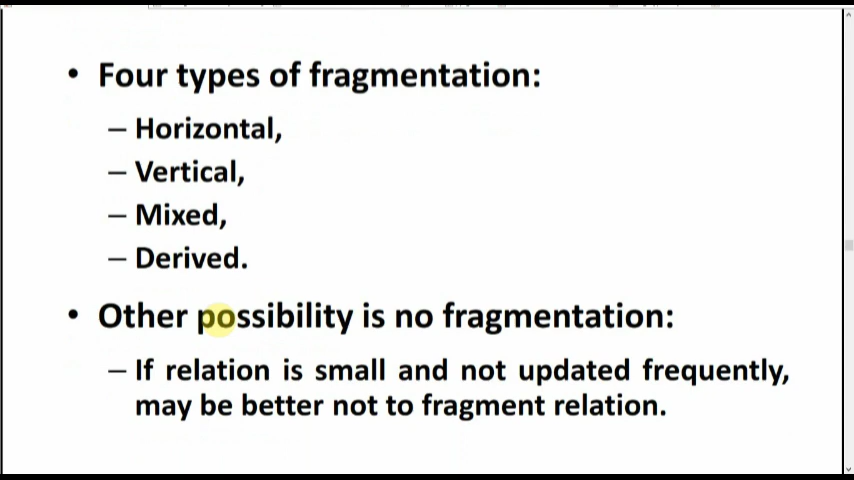 • Four types of fragmentation:
– Horizontal,
– Vertical,
– Mixed,
– Derived.
• Other possibility is no fragmentation:
– If relation is small and not updated frequently,
may be better not to fragment relation.